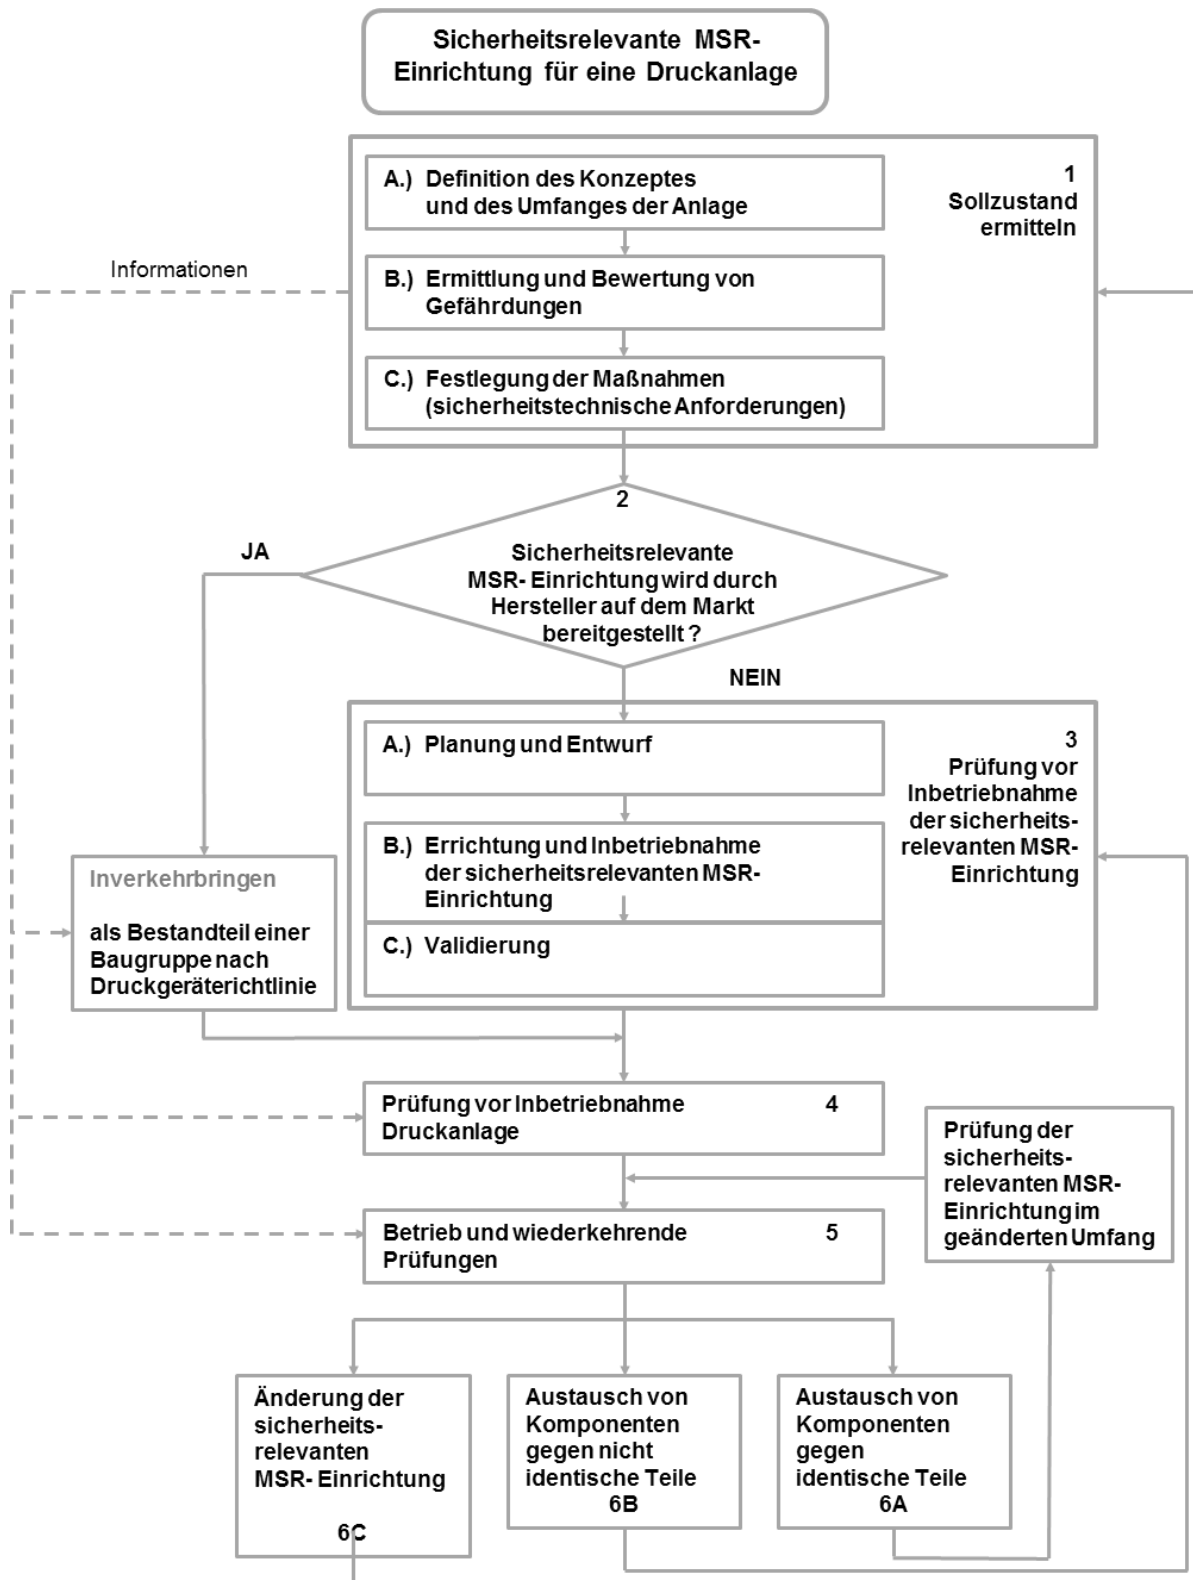 Sicherheitsrelevante MSR-
Einrichtung für eine Druckanlage
1
Sollzustand
ermitteln
A.) Definition des Konzeptes
und des Umfanges der Anlage
Informationen
B.) Ermittlung und Bewertung von
Gefährdungen
C.) Festlegung der Maßnahmen
(sicherheitstechnische Anforderungen)
2
Sicherheitsrelevante
MSR- Einrichtung wird durch
Hersteller auf dem Markt
bereitgestellt ?
JA
NEIN
A.) Planung und Entwurf
3
Prüfung vor
Inbetriebnahme
der sicherheits-
relevanten MSR-
Einrichtung
B.) Errichtung und Inbetriebnahme
der sicherheitsrelevanten MSR-
Einrichtung
C.) Validierung
Inverkehrbringen
als Bestandteil einer
Baugruppe nach
Druckgeräterichtlinie
Prüfung vor Inbetriebnahme 4
Druckanlage
Prüfung der
sicherheits-
relevanten MSR-
Einrichtung im
geänderten Umfang
Betrieb und wiederkehrende 5
Prüfungen
Änderung der
sicherheits-
relevanten
MSR- Einrichtung
6C
Austausch von
Komponenten
gegen nicht
identische Teile
6B
Austausch von
Komponenten
gegen
identische Teile
6A